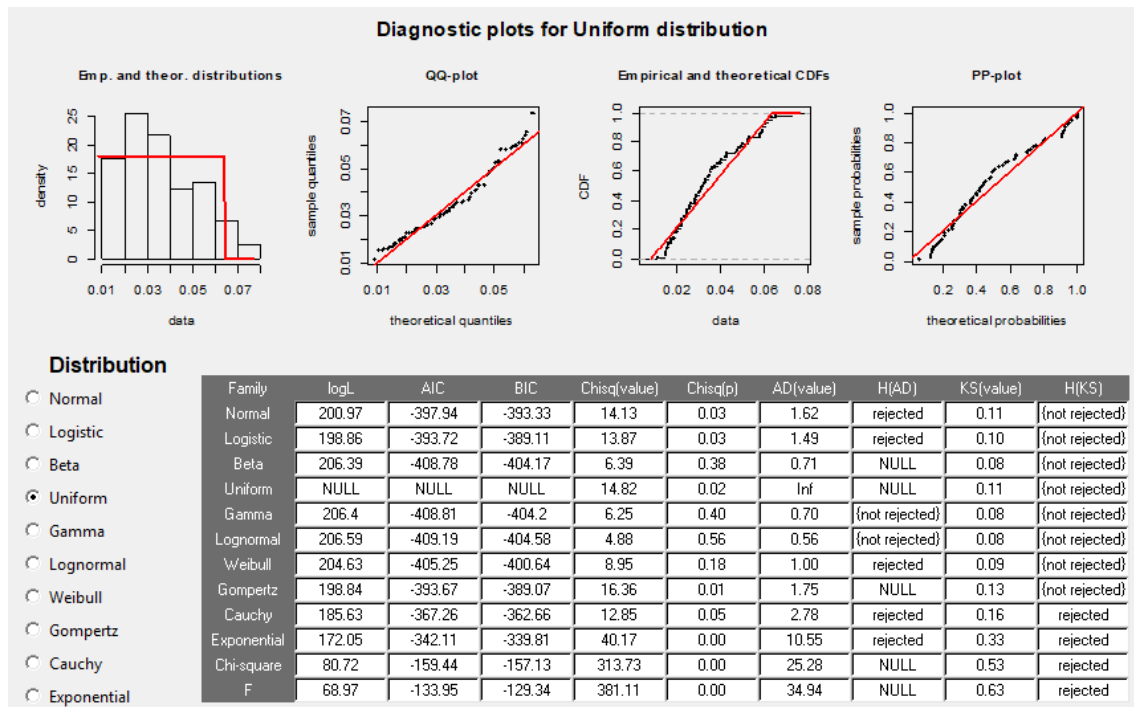 Diagnostic plots for Uniform distribution
Emp. and theor. distributions
QQ-plot
Empirical and theoretical CDFs
PP-plot
density
0 5 10 15 20 25
0.01 0.03 0.05 0.07
data
sample quantiles
0.01 0.03 0.05 0.07
0.01 0.03 0.05
theoretical quantiles
CDF
0.0 0.2 0.4 0.6 0.8 1.0
0.02 0.04 0.06 0.08
data
sample probabilities
0.0 0.2 0.4 0.6 0.8 1.0
0.2 0.4 0.6 0.8 1.0
theoretical probabilities
Distribution
Normal
Logistic
Beta
Uniform
Gamma
Lognormal
Weibull
Gompertz
Cauchy
Exponential
Family logL AIC BIC Chisq(value) Chisq(p) AD(value) H(AD) KS(value) H(KS)
Normal 200.97 -397.94 -393.33 14.13 0.03 1.62 rejected 0.11 {not rejected}
Logistic 198.86 -393.72 -389.11 13.87 0.03 1.49 rejected 0.10 {not rejected}
Beta 206.39 -408.78 -404.17 6.39 0.38 0.71 NULL 0.08 {not rejected}
Uniform NULL NULL NULL 14.82 0.02 Inf NULL 0.11 {not rejected}
Gamma 206.4 -408.81 -404.2 6.25 0.40 0.70 {not rejected} 0.08 {not rejected}
Lognormal 206.59 -409.19 -404.58 4.88 0.56 0.56 {not rejected} 0.08 {not rejected}
Weibull 204.63 -405.25 -400.64 8.95 0.18 1.00 rejected 0.09 {not rejected}
Gompertz 198.84 -393.67 -389.07 16.36 0.01 1.75 NULL 0.13 {not rejected}
Cauchy 185.63 -367.26 -362.66 12.85 0.05 2.78 rejected 0.16 rejected
Exponential 172.05 -342.11 -339.81 40.17 0.00 10.55 rejected 0.33 rejected
Chi-square 80.72 -159.44 -157.13 313.73 0.00 25.28 NULL 0.53 rejected
F 68.97 -133.95 -129.34 381.11 0.00 34.94 NULL 0.63 rejected